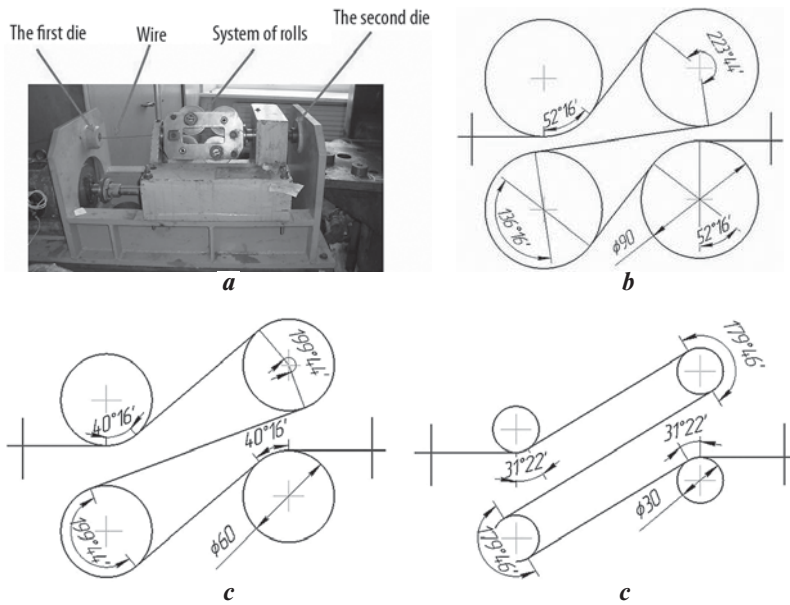 The first die
Wire
System of rolls
The second die
a
52°16′
223°44′
136°16′
φ90
52°16′
b
199°44′
40°16′
40°16′
199°44′
φ60
c
179°46′
31°22′
31°22′
179°46′
φ30
c